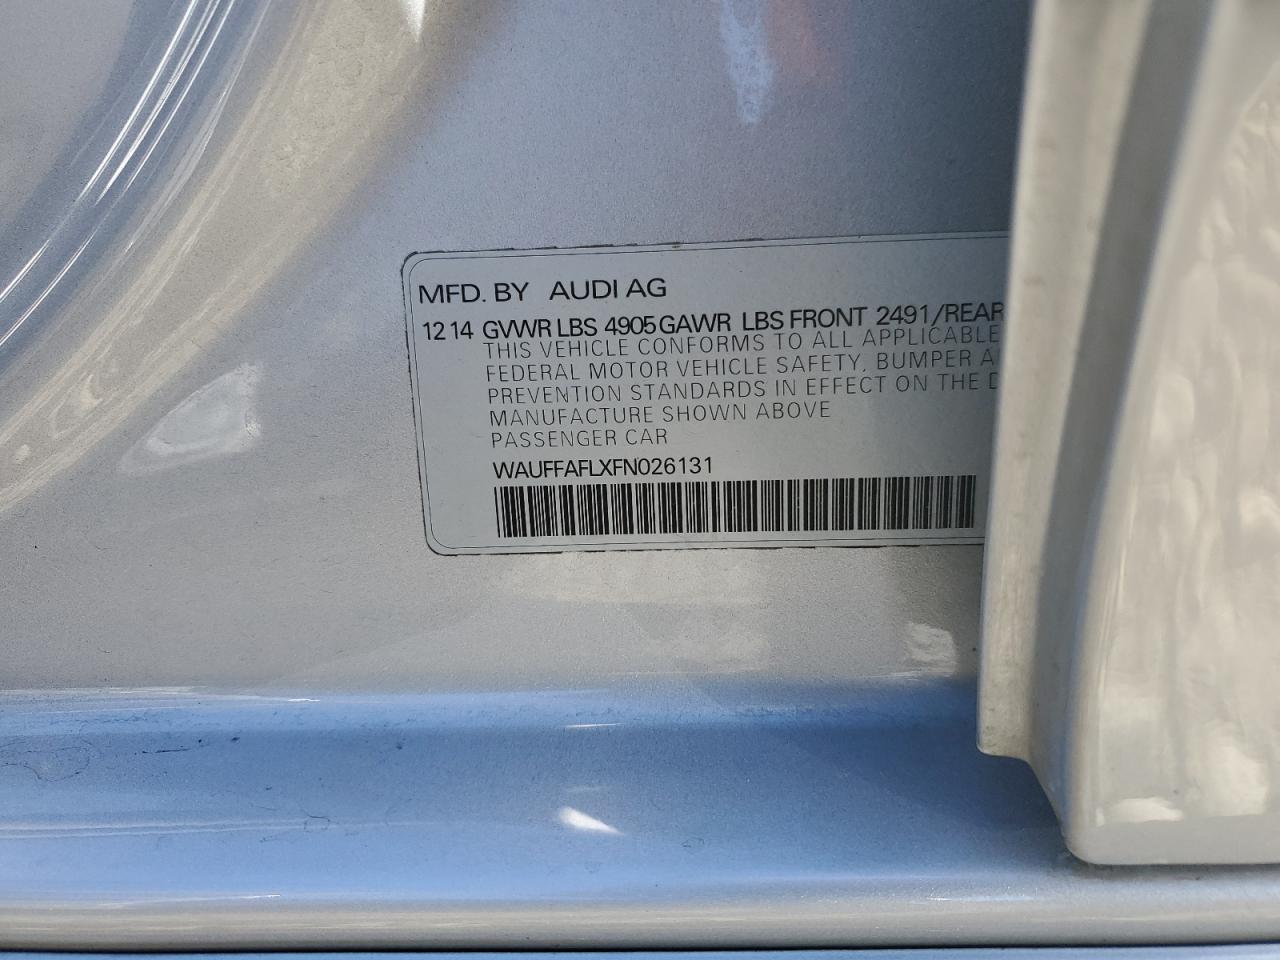 MFD. BY AUDI AG
12 14 GVWR LBS 4905 GAWR LBS FRONT 2491/REAR
THIS VEHICLE CONFORMS TO ALL APPLICABLE
FEDERAL MOTOR VEHICLE SAFETY, BUMPER
PREVENTION STANDARDS IN EFFECT ON THE
MANUFACTURE SHOWN ABOVE
PASSENGER CAR
WAUFFAFLXFN026131